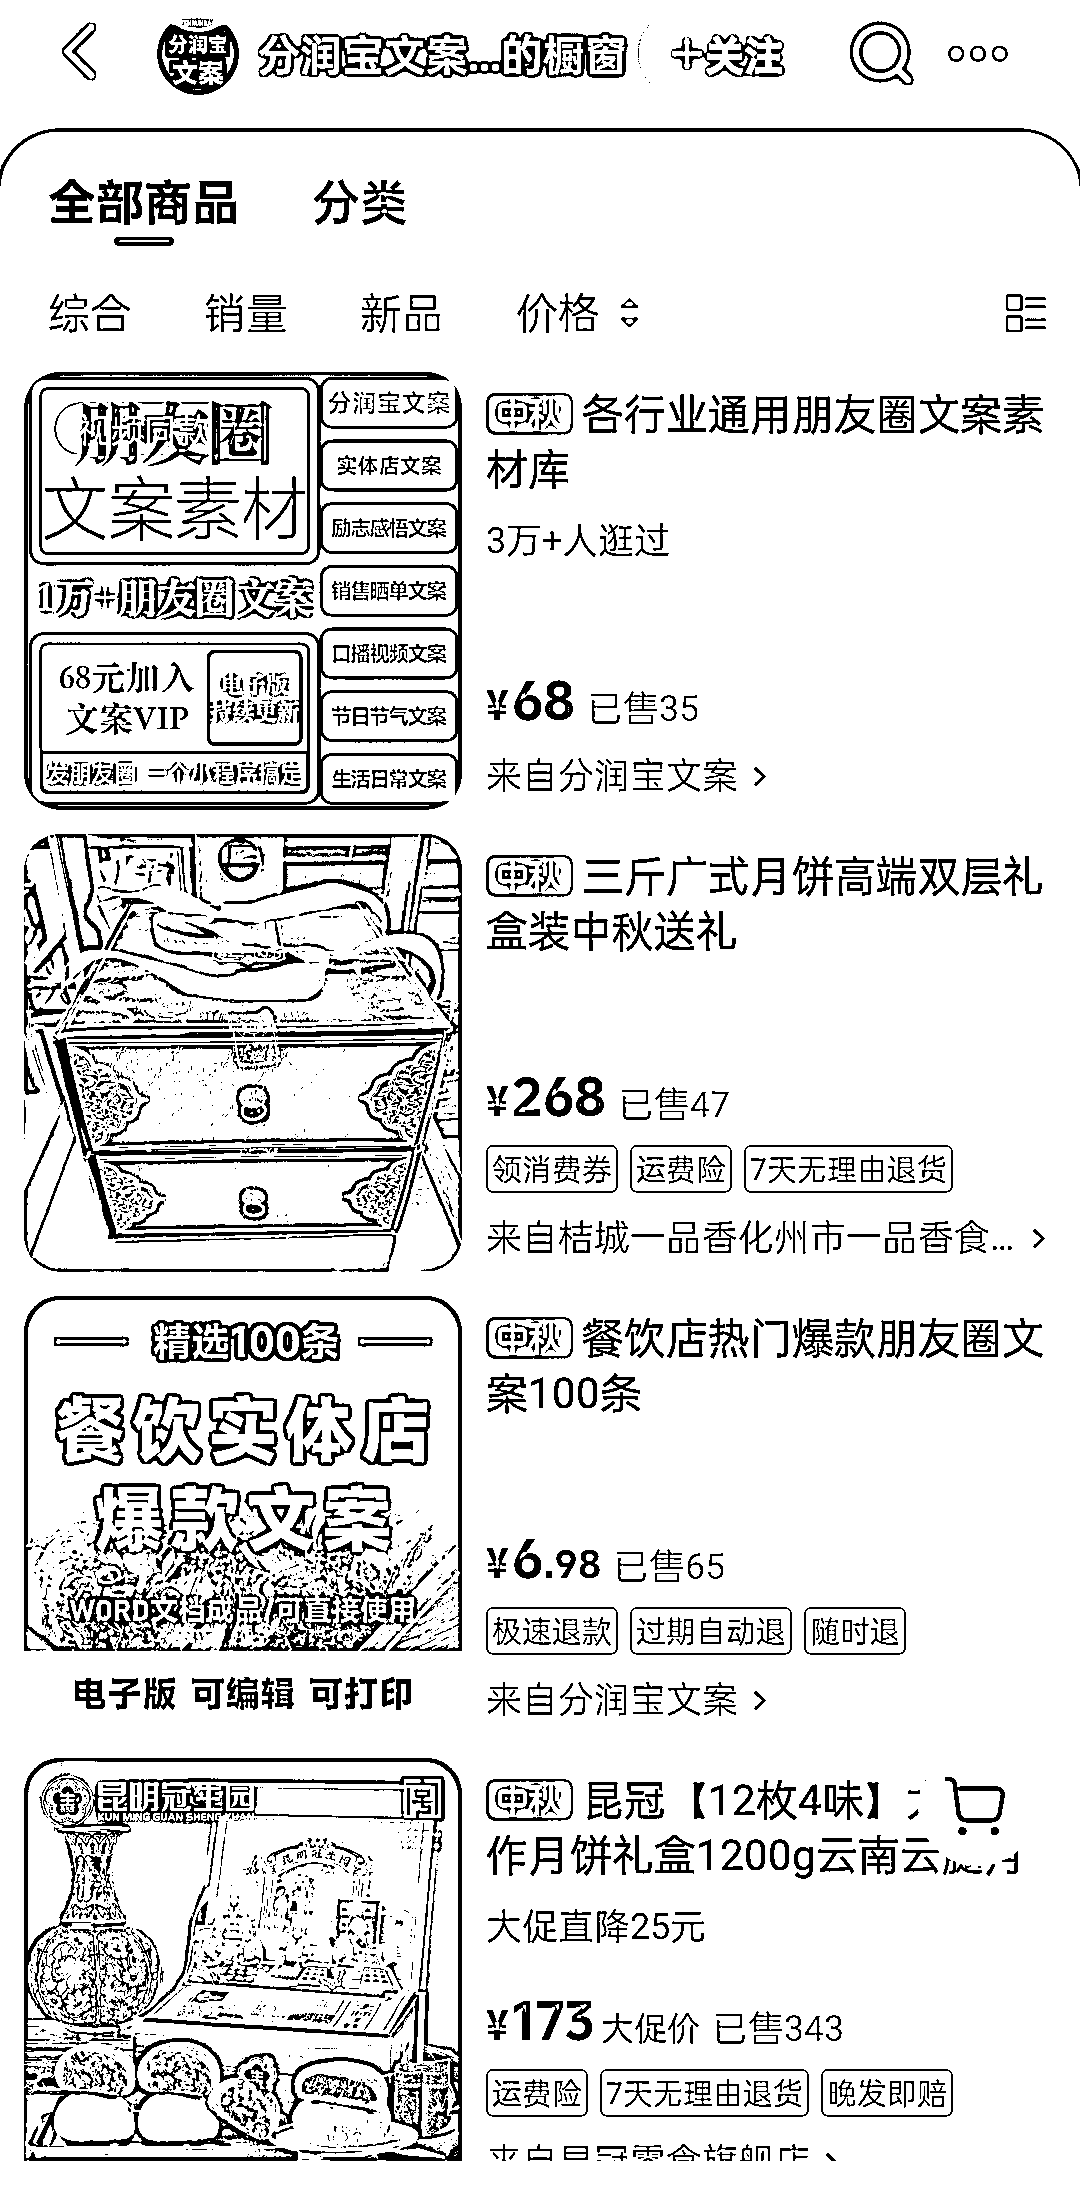 分润宝
文案
分润宝文案...的橱窗
+关注
全部商品
分类
综合
销量
新品
价格
朋友圈
文案素材
1万+朋友圈文案
68元加入
文案VIP
电子版
持续更新
发朋友圈 一个小程序搞定
分润宝文案
实体店文案
励志感悟文案
销售晒单文案
口播视频文案
节日节气文案
生活日常文案
中秋 各行业通用朋友圈文案素
材库
3万+人逛过
¥68 已售35
来自分润宝文案 >
中秋 三斤广式月饼高端双层礼
盒装中秋送礼
¥268 已售47
领消费券 运费险 7天无理由退货
来自桔城一品香化州市一品香食... >
精选100条
餐饮实体店
爆款文案
WORD文档成品/可直接使用
电子版 可编辑 可打印
中秋 餐饮店热门爆款朋友圈文
案100条
¥6.98 已售65
极速退款 过期自动退 随时退
来自分润宝文案 >
昆明冠生园
KUN MING GUAN SHENG YUAN
中秋 昆冠【12枚4味】
作月饼礼盒1200g云南云腿月
大促直降25元
¥173 大促价 已售343
运费险 7天无理由退货 晚发即赔
来自昆冠零食旗舰店 >